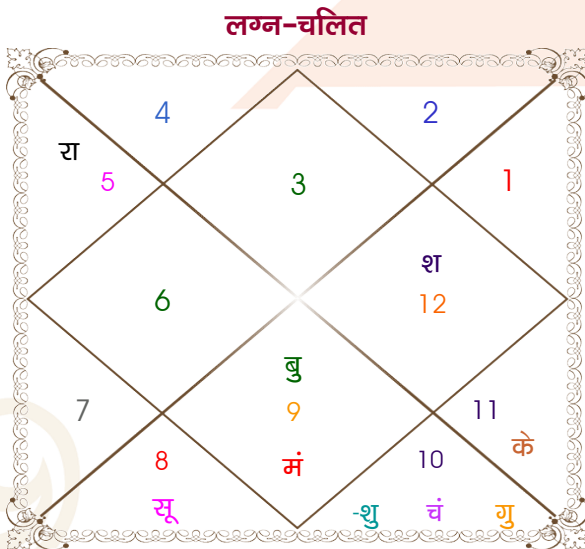 लग्न-चलित
4 2
रा
5 3 1
श
6 12
बु
7 9 11
के
8 मं 10
सू -शु चं गु